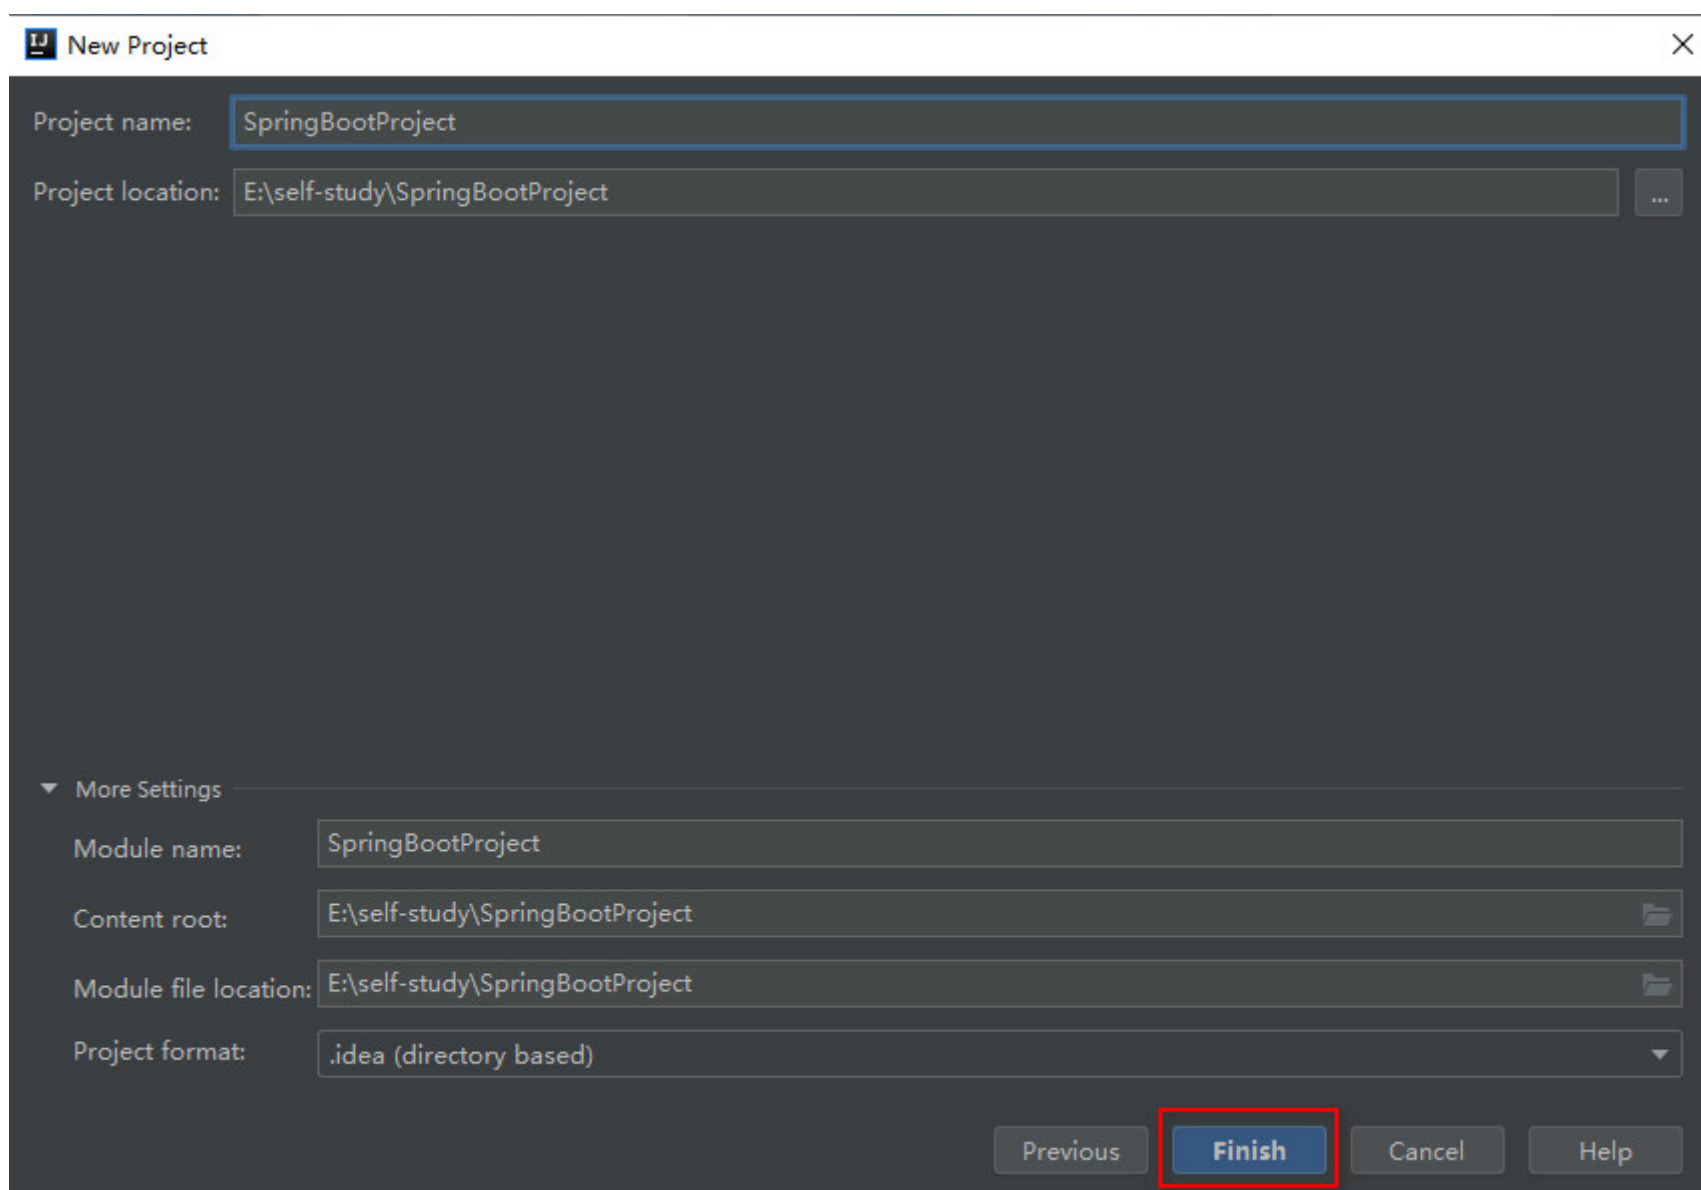 IJ New Project
Project name: SpringBootProject
Project location: E:\self-study\SpringBootProject ...
More Settings
Module name: SpringBootProject
Content root: E:\self-study\SpringBootProject
Module file location: E:\self-study\SpringBootProject
Project format: .idea (directory based)
Previous Finish Cancel Help